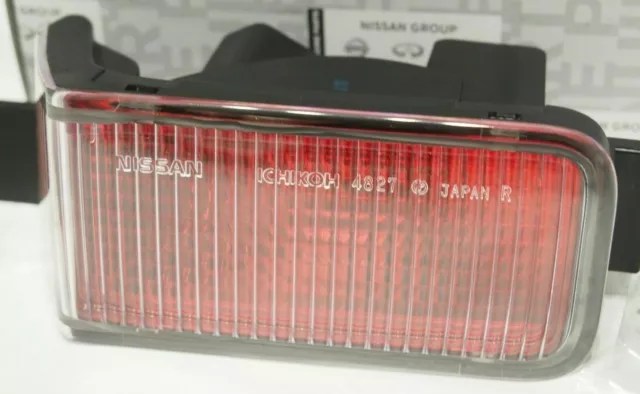 NISSAN GROUP
NISSAN ICHIKOH 4827 JAPAN R